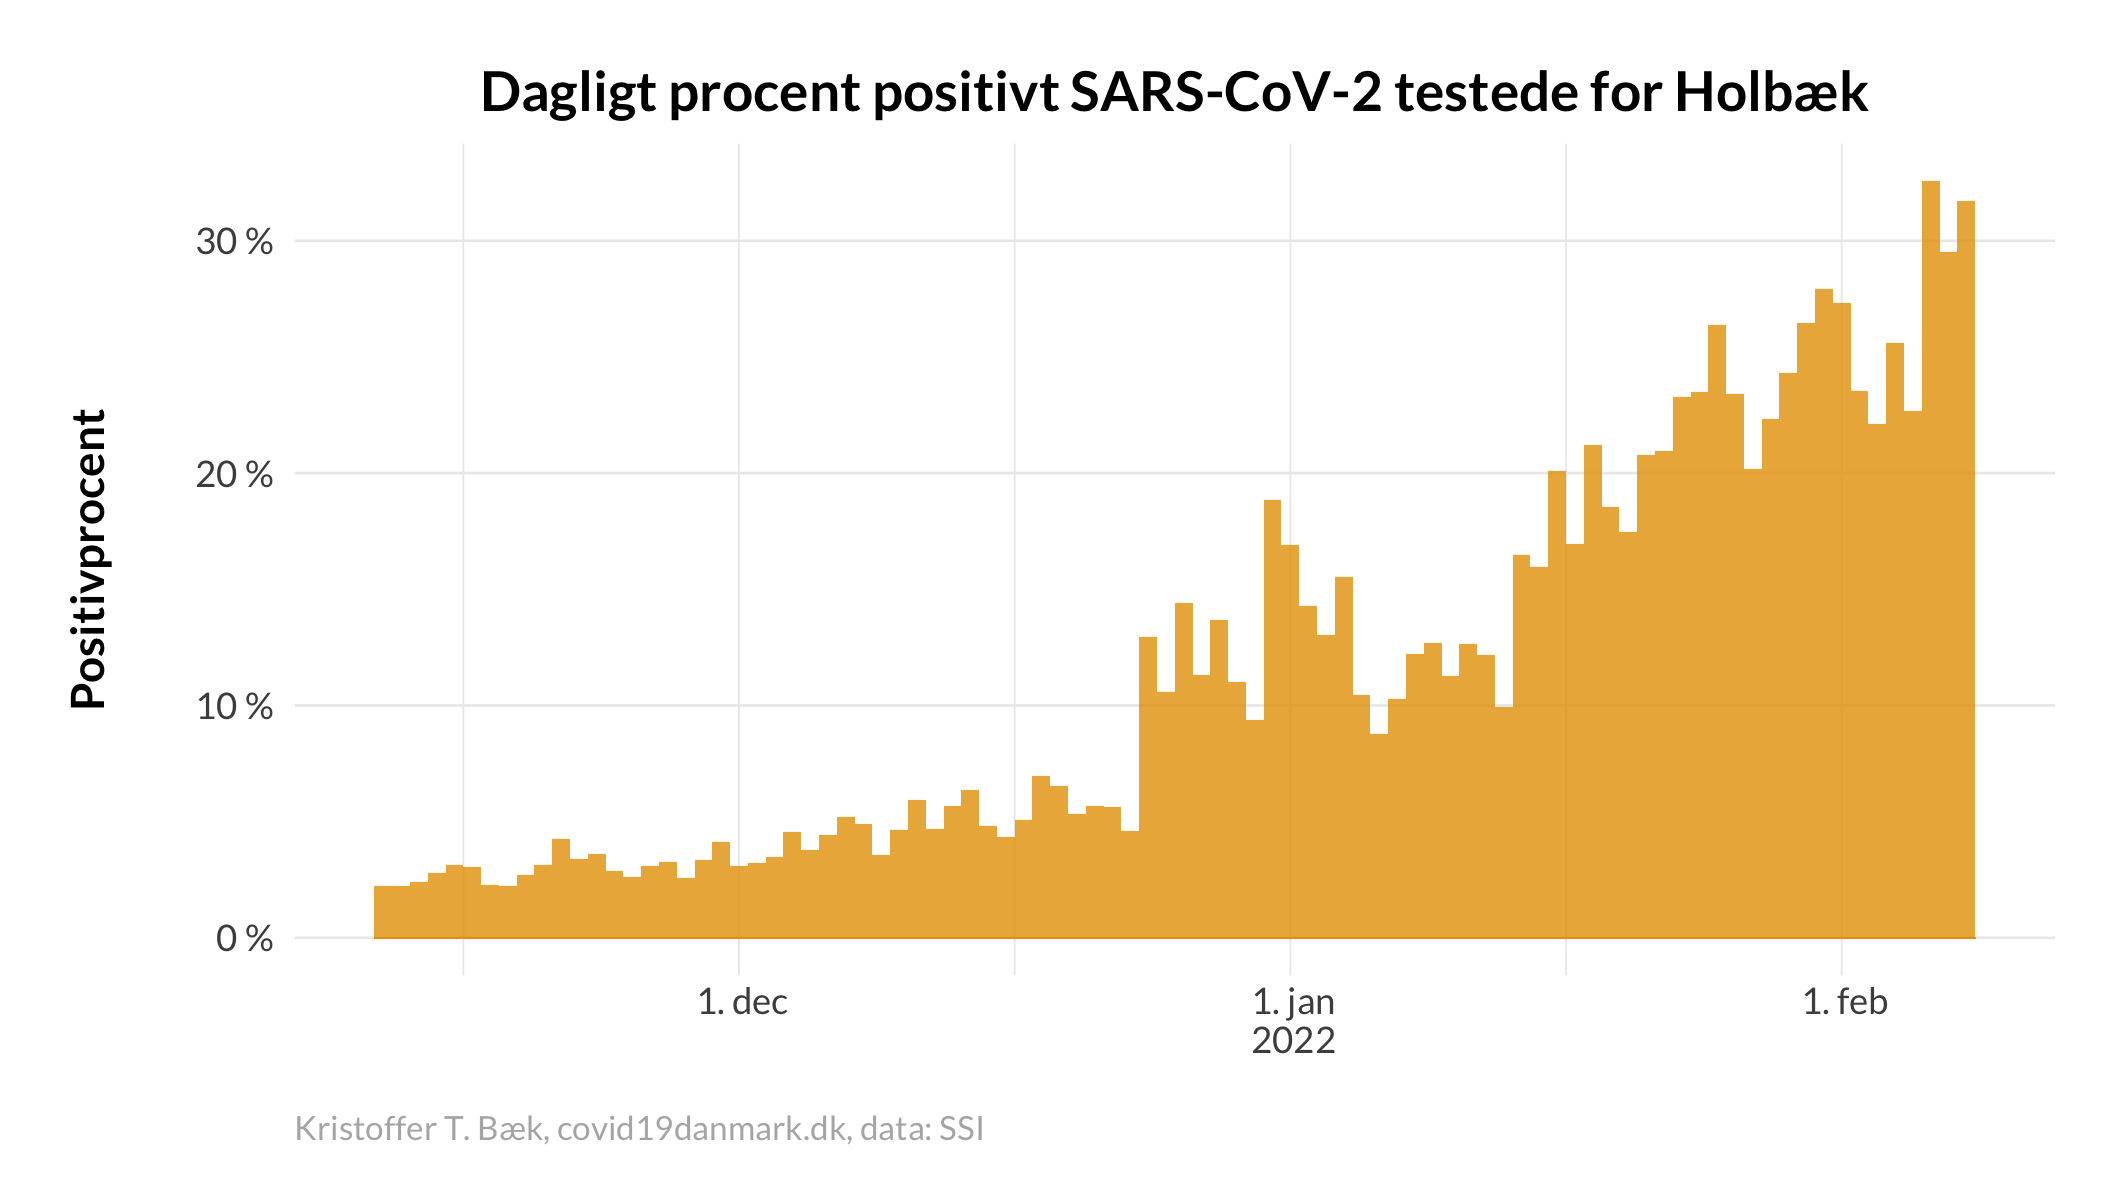 Dagligt procent positivt SARS-CoV-2 testede for Holbæk
Positivprocent
30 %
20 %
10 %
0 %
1. dec
1. jan
2022
1. feb
Kristoffer T. Bæk, covid19danmark.dk, data: SSI